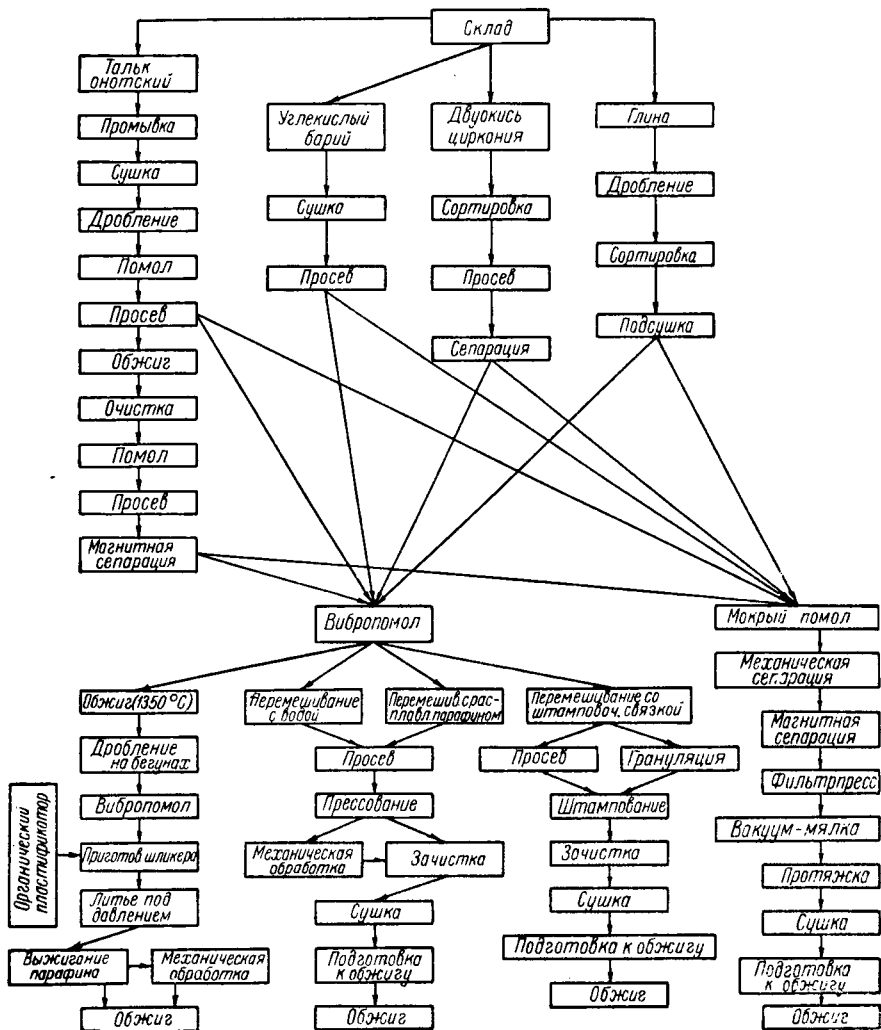 Склад
Тальк
онотский
Промывка
Сушка
Дробление
Помол
Просев
Обжиг
Очистка
Помол
Просев
Магнитная
сепарация
Углекислый
барий
Сушка
Просев
Двуокись
циркония
Сортировка
Просев
Сепарация
Глина
Дробление
Сортировка
Подсушка
Вибропомол
Мокрый помол
Обжиг(1350°С)
Дробление
на бегунах
Вибропомол
Органический
пластификатор
Приготов шликера
Литье под
давлением
Выжигание
парафина
Механическая
обработка
Обжиг
Перемешивание
с водой
Перемешив. с рас-
плавл. парафином
Просев
Прессование
Механическая
обработка
Зачистка
Сушка
Подготовка
к обжигу
Обжиг
Перемешивание со
штамповоч. связкой
Просев
Грануляция
Штампование
Зачистка
Сушка
Подготовка к обжигу
Обжиг
Механическая
сепарация
Магнитная
сепарация
Фильтрпресс
Вакуум-мялка
Протяжка
Сушка
Подготовка
к обжигу
Обжиг